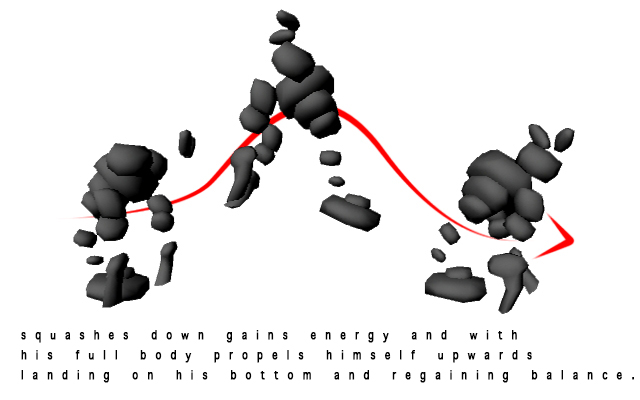 squashes down gains energy and with
his full body propels himself upwards
landing on his bottom and regaining balance.